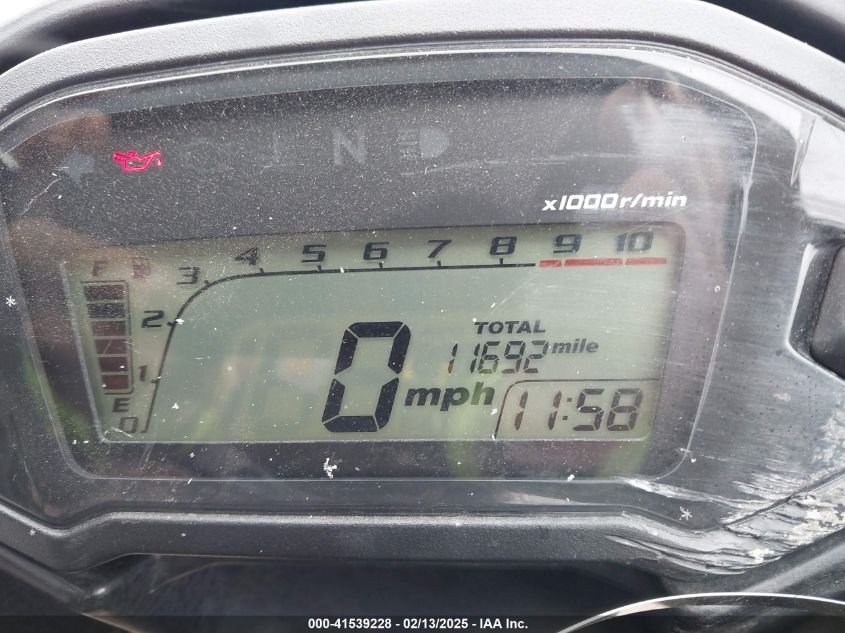 N
x1000r/min
F
0 1 2 3 4 5 6 7 8 9 10
TOTAL
11692 mile
0 mph
11:58
E
000-41539228 - 02/13/2025 - IAA Inc.